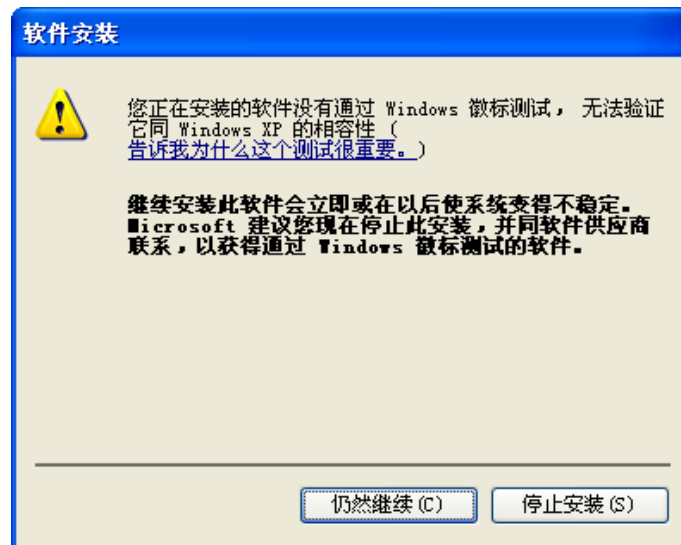 软件安装
您正在安装的软件没有通过 Windows 徽标测试， 无法验证
它同 Windows XP 的相容性 (
告诉我为什么这个测试很重要。)
继续安装此软件会立即或在以后使系统变得不稳定。
Microsoft 建议您现在停止此安装，并同软件供应商
联系，以获得通过 Windows 徽标测试的软件。
仍然继续(C) 停止安装(S)